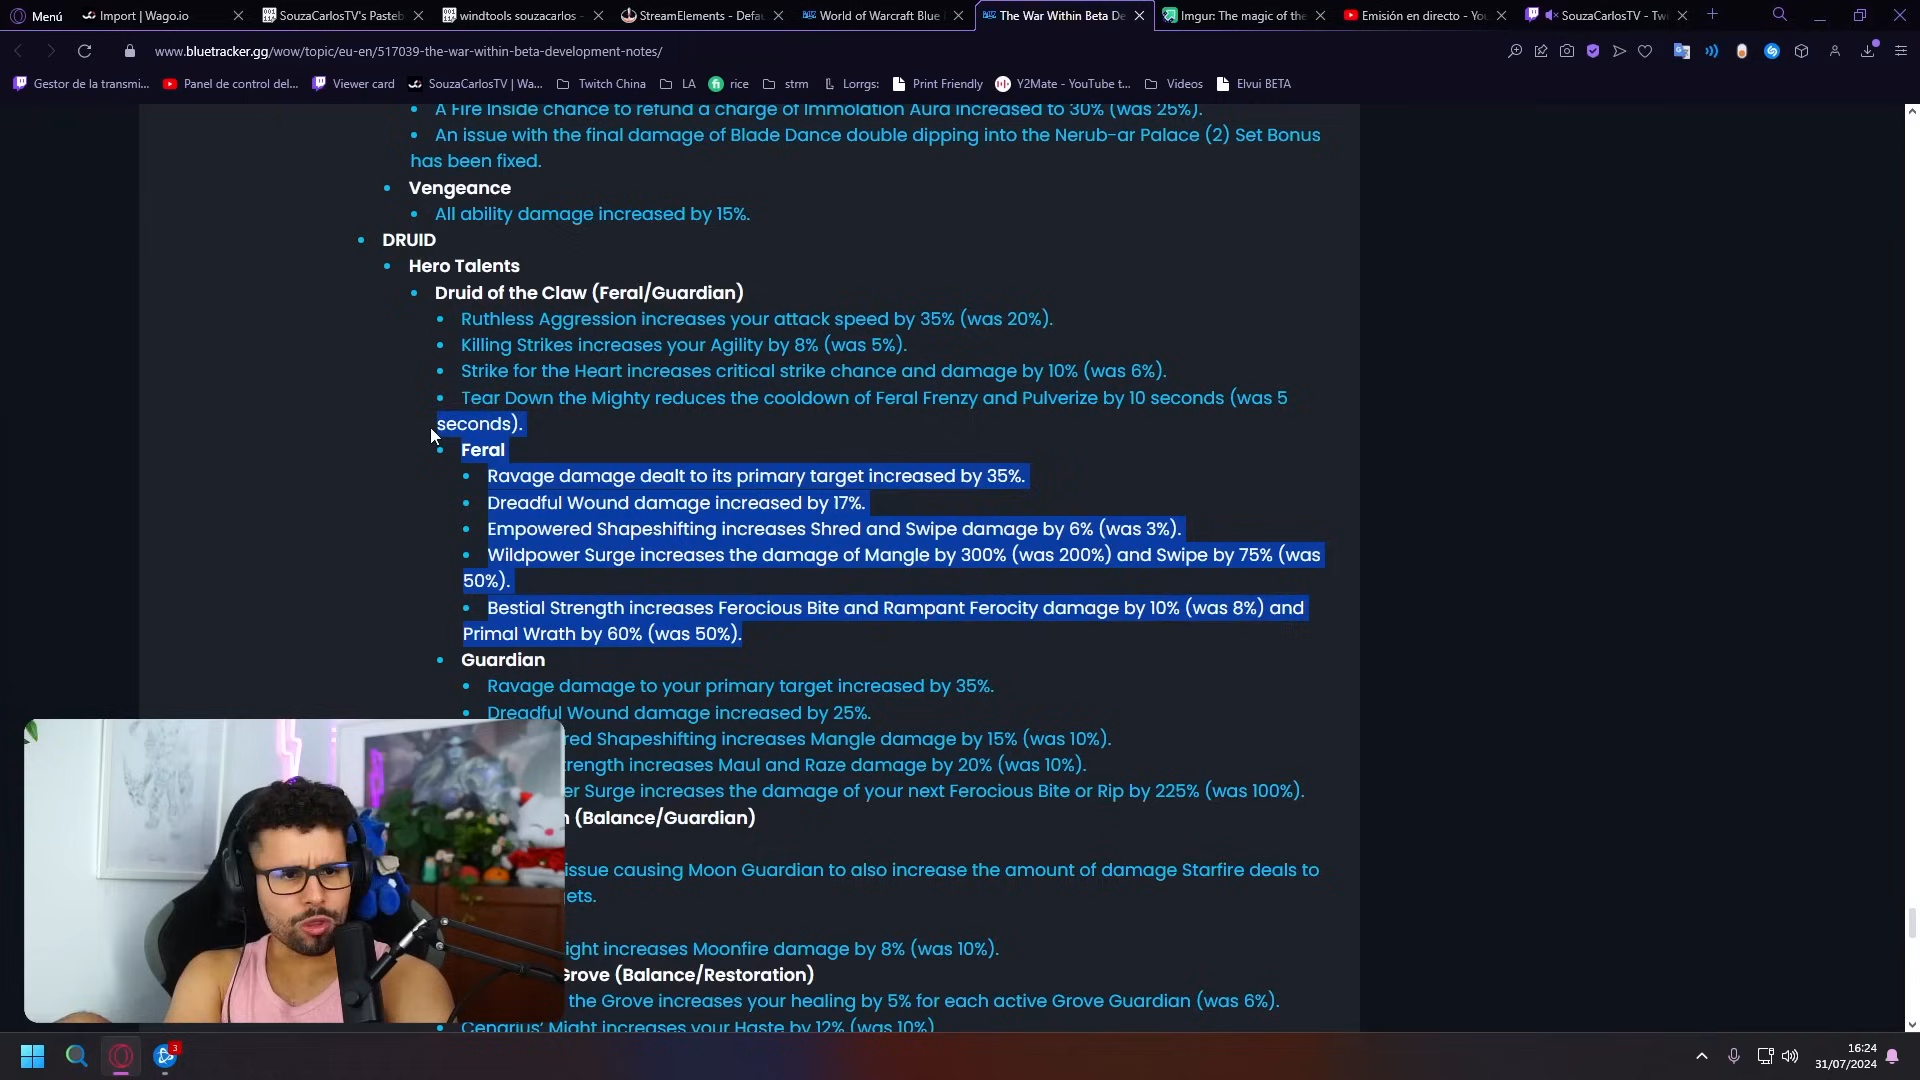 Menú
Import | Wago.io
SouzaCarlosTV's Pasteb
windtools souzacarlos -
StreamElements - Defau
World of Warcraft Blue
The War Within Beta De
Imgur: The magic of the
Emisión en directo - Yo
SouzaCarlosTV - Tw
www.bluetracker.gg/wow/topic/eu-en/517039-the-war-within-beta-development-notes/
Gestor de la transmi...
Panel de control del...
Viewer card
SouzaCarlosTV | Wa...
Twitch China
LA
rice
strm
Lorrgs:
Print Friendly
Y2Mate - YouTube t...
Videos
Elvui BETA
A Fire Inside chance to refund a charge of Immolation Aura increased to 30% (was 25%).
An issue with the final damage of Blade Dance double dipping into the Nerub-ar Palace (2) Set Bonus
has been fixed.
Vengeance
All ability damage increased by 15%.
DRUID
Hero Talents
Druid of the Claw (Feral/Guardian)
Ruthless Aggression increases your attack speed by 35% (was 20%).
Killing Strikes increases your Agility by 8% (was 5%).
Strike for the Heart increases critical strike chance and damage by 10% (was 6%).
Tear Down the Mighty reduces the cooldown of Feral Frenzy and Pulverize by 10 seconds (was 5
seconds).
Feral
Ravage damage dealt to its primary target increased by 35%.
Dreadful Wound damage increased by 17%.
Empowered Shapeshifting increases Shred and Swipe damage by 6% (was 3%).
Wildpower Surge increases the damage of Mangle by 300% (was 200%) and Swipe by 75% (was
50%).
Bestial Strength increases Ferocious Bite and Rampant Ferocity damage by 10% (was 8%) and
Primal Wrath by 60% (was 50%).
Guardian
Ravage damage to your primary target increased by 35%.
Dreadful Wound damage increased by 25%.
red Shapeshifting increases Mangle damage by 15% (was 10%).
rength increases Maul and Raze damage by 20% (was 10%).
er Surge increases the damage of your next Ferocious Bite or Rip by 225% (was 100%).
n (Balance/Guardian)
issue causing Moon Guardian to also increase the amount of damage Starfire deals to
gets.
ight increases Moonfire damage by 8% (was 10%).
Grove (Balance/Restoration)
the Grove increases your healing by 5% for each active Grove Guardian (was 6%).
Cenarius' Might increases your Haste by 12% (was 10%)
3
16:24
31/07/2024